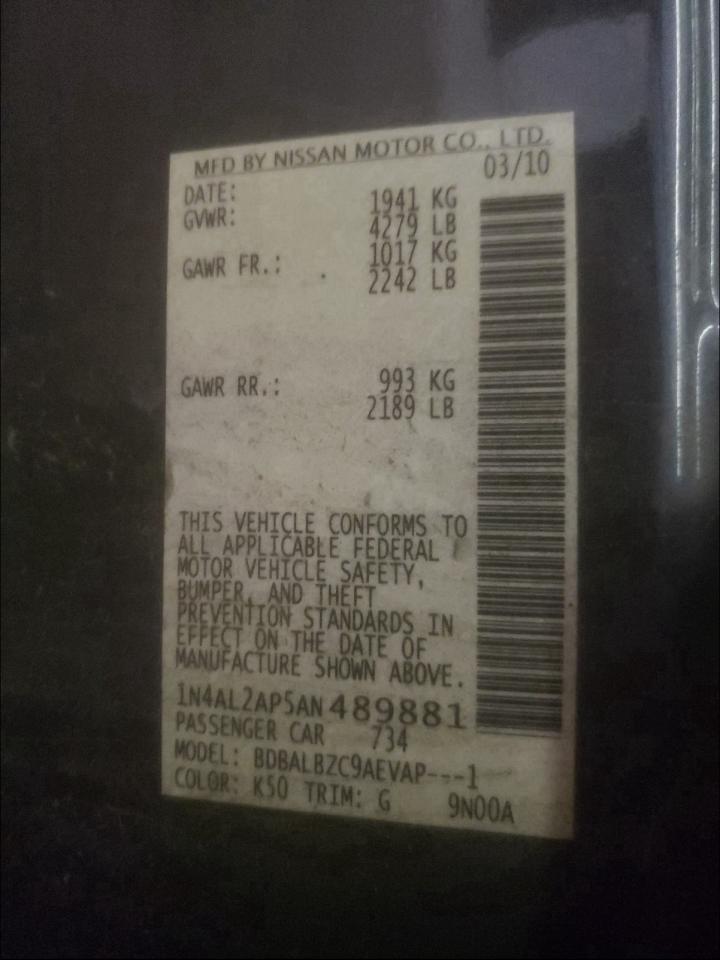 MFD BY NISSAN MOTOR CO., LTD.
DATE: 03/10
GVWR: 1941 KG
4279 LB
GAWR FR.: 1017 KG
2242 LB
GAWR RR.: 993 KG
2189 LB
THIS VEHICLE CONFORMS TO
ALL APPLICABLE FEDERAL
MOTOR VEHICLE SAFETY,
BUMPER, AND THEFT
PREVENTION STANDARDS IN
EFFECT ON THE DATE OF
MANUFACTURE SHOWN ABOVE.
1N4AL2AP5AN489881
PASSENGER CAR 734
MODEL: BDBALBZC9AEVAP---1
COLOR: K50 TRIM: G 9N00A